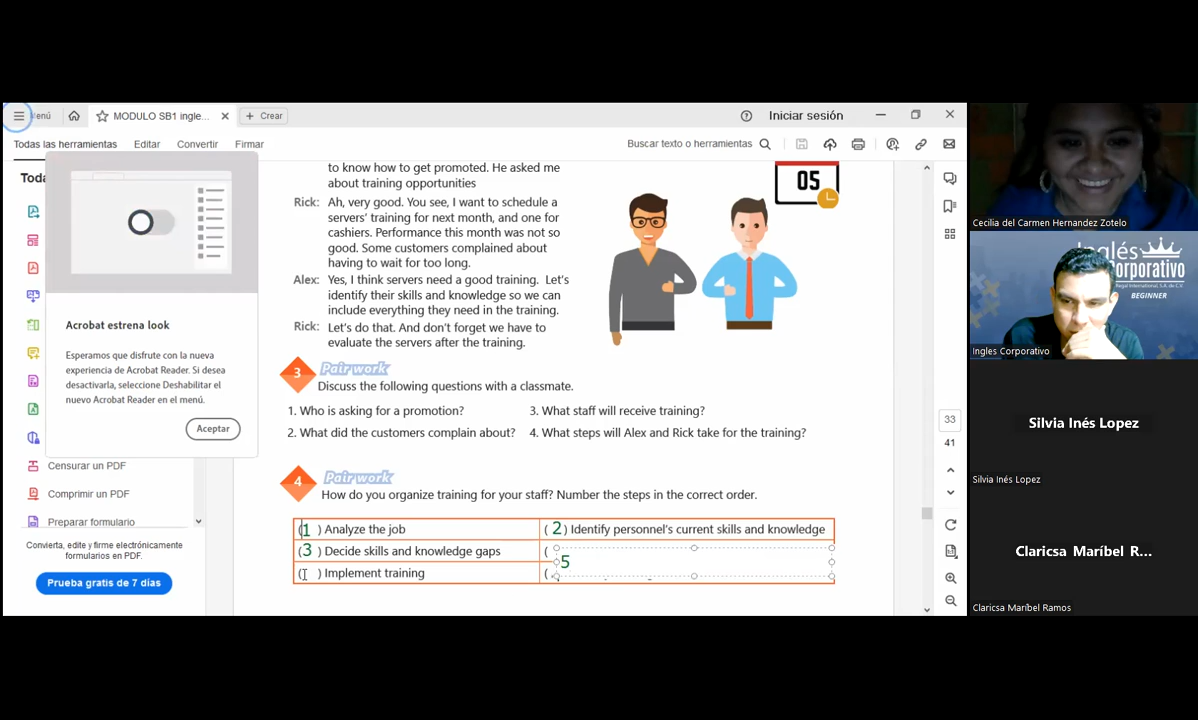 Menú
MODULO SB1 ingle...
Crear
Iniciar sesión
Todas las herramientas
Editar
Convertir
Firmar
Buscar texto o herramientas
Toda
Acrobat estrena look
Esperamos que disfrute con la nueva
experiencia de Acrobat Reader. Si desea
desactivarla, seleccione Deshabilitar el
nuevo Acrobat Reader en el menú.
Aceptar
Censurar un PDF
Comprimir un PDF
Preparar formulario
Convierta, edite y firme electrónicamente
formularios en PDF.
Prueba gratis de 7 días
to know how to get promoted. He asked me
about training opportunities
Rick: Ah, very good. You see, I want to schedule a
servers' training for next month, and one for
cashiers. Performance this month was not so
good. Some customers complained about
having to wait for too long.
Alex: Yes, I think servers need a good training. Let's
identify their skills and knowledge so we can
include everything they need in the training.
Rick: Let's do that. And don't forget we have to
evaluate the servers after the training.
05
3 Pair work
Discuss the following questions with a classmate.
1. Who is asking for a promotion?
3. What staff will receive training?
2. What did the customers complain about?
4. What steps will Alex and Rick take for the training?
4 Pair work
How do you organize training for your staff? Number the steps in the correct order.
(1 ) Analyze the job
( 2 ) Identify personnel's current skills and knowledge
(3 ) Decide skills and knowledge gaps
( 5
( ) Implement training
(
33
41
Cecilia del Carmen Hernandez Zotelo
Inglés
Corporativo
Regal International, S.A. de C.V.
BEGINNER
Ingles Corporativo
Silvia Inés Lopez
Silvia Inés Lopez
Claricsa Maríbel R...
Claricsa Maríbel Ramos